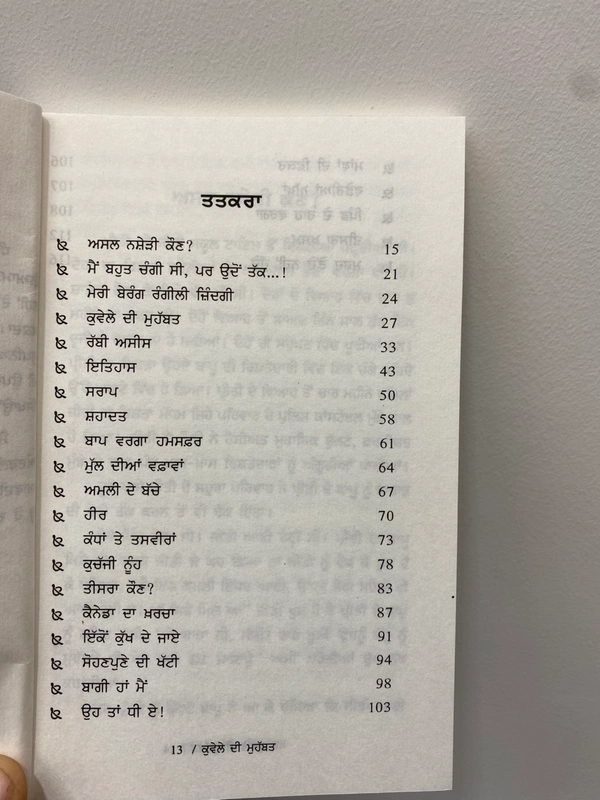 ਤਤਕਰਾ
ਅਸਲ ਨਸ਼ੇੜੀ ਕੌਣ? 15
ਮੈਂ ਬਹੁਤ ਚੰਗੀ ਸੀ, ਪਰ ਉਦੋਂ ਤੱਕ...! 21
ਮੇਰੀ ਬੇਰੰਗ ਰੰਗੀਲੀ ਜ਼ਿੰਦਗੀ 24
ਕੁਵੇਲੇ ਦੀ ਮੁਹੱਬਤ 27
ਰੱਬੀ ਅਸੀਸ 33
ਇਤਿਹਾਸ 43
ਸਰਾਪ 50
ਸ਼ਹਾਦਤ 58
ਬਾਪ ਵਰਗਾ ਹਮਸਫ਼ਰ 61
ਮੁੱਲ ਦੀਆਂ ਵਫ਼ਾਵਾਂ 64
ਅਮਲੀ ਦੇ ਬੱਚੇ 67
ਹੀਰ 70
ਕੰਧਾਂ ਤੇ ਤਸਵੀਰਾਂ 73
ਕੁਚੱਜੀ ਨੂੰਹ 78
ਤੀਸਰਾ ਕੌਣ? 83
ਕੈਨੇਡਾ ਦਾ ਖ਼ਰਚਾ 87
ਇੱਕੋਂ ਕੁੱਖ ਦੇ ਜਾਏ 91
ਸੋਹਣਪੁਣੇ ਦੀ ਖੱਟੀ 94
ਬਾਗੀ ਹਾਂ ਮੈਂ 98
ਉਹ ਤਾਂ ਧੀ ਏ! 103
13 / ਕੁਵੇਲੇ ਦੀ ਮੁਹੱਬਤ